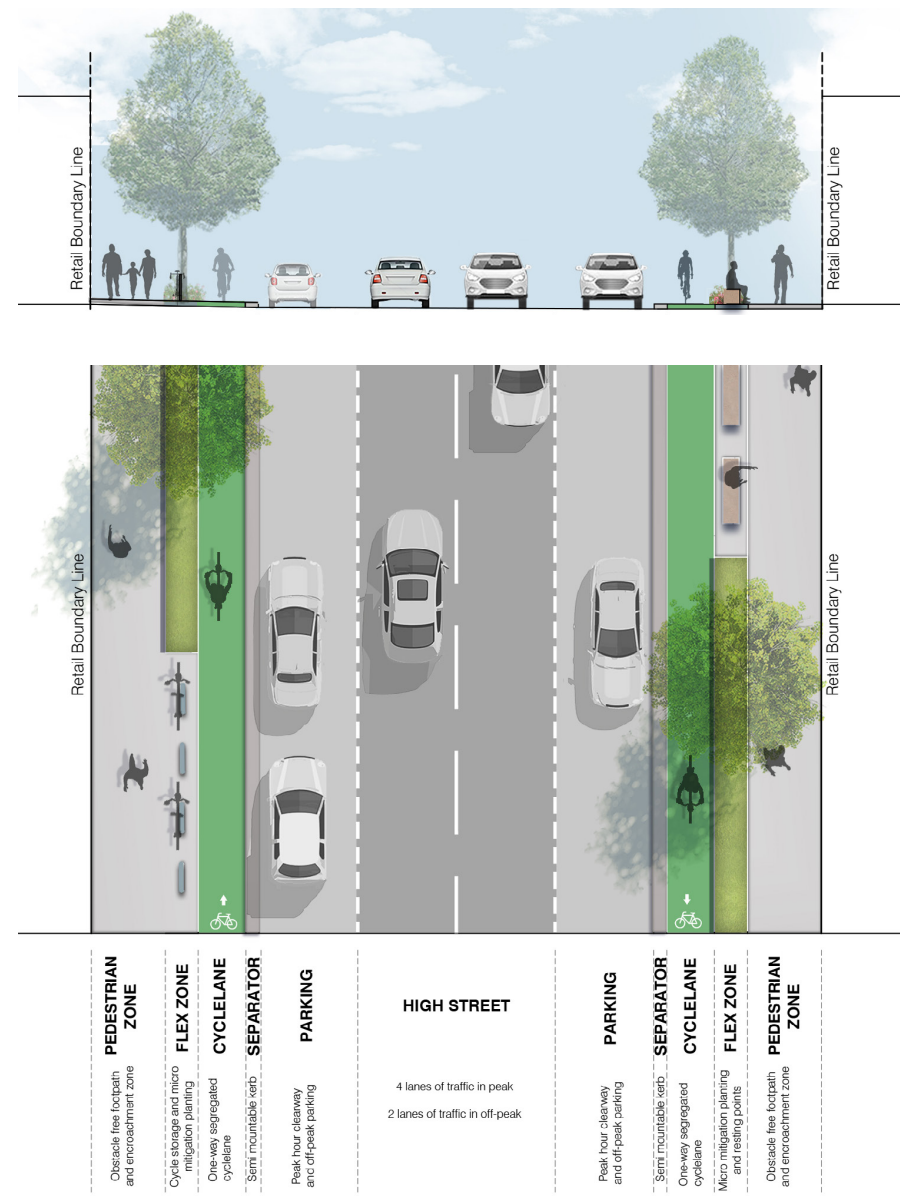 Retail Boundary Line
Retail Boundary Line
Retail Boundary Line
Retail Boundary Line
PEDESTRIAN
ZONE
FLEX ZONE
CYCLELANE
SEPARATOR
PARKING
HIGH STREET
PARKING
SEPARATOR
CYCLELANE
FLEX ZONE
PEDESTRIAN
ZONE
Obstacle free footpath
and encroachment zone
Cycle storage and micro
mitigation planting
One-way segregated
cyclelane
Semi mountable kerb
Peak hour clearway
and off-peak parking
4 lanes of traffic in peak
2 lanes of traffic in off-peak
Peak hour clearway
and off-peak parking
Semi mountable kerb
One-way segregated
cyclelane
Micro mitigation planting
and resting points
Obstacle free footpath
and encroachment zone